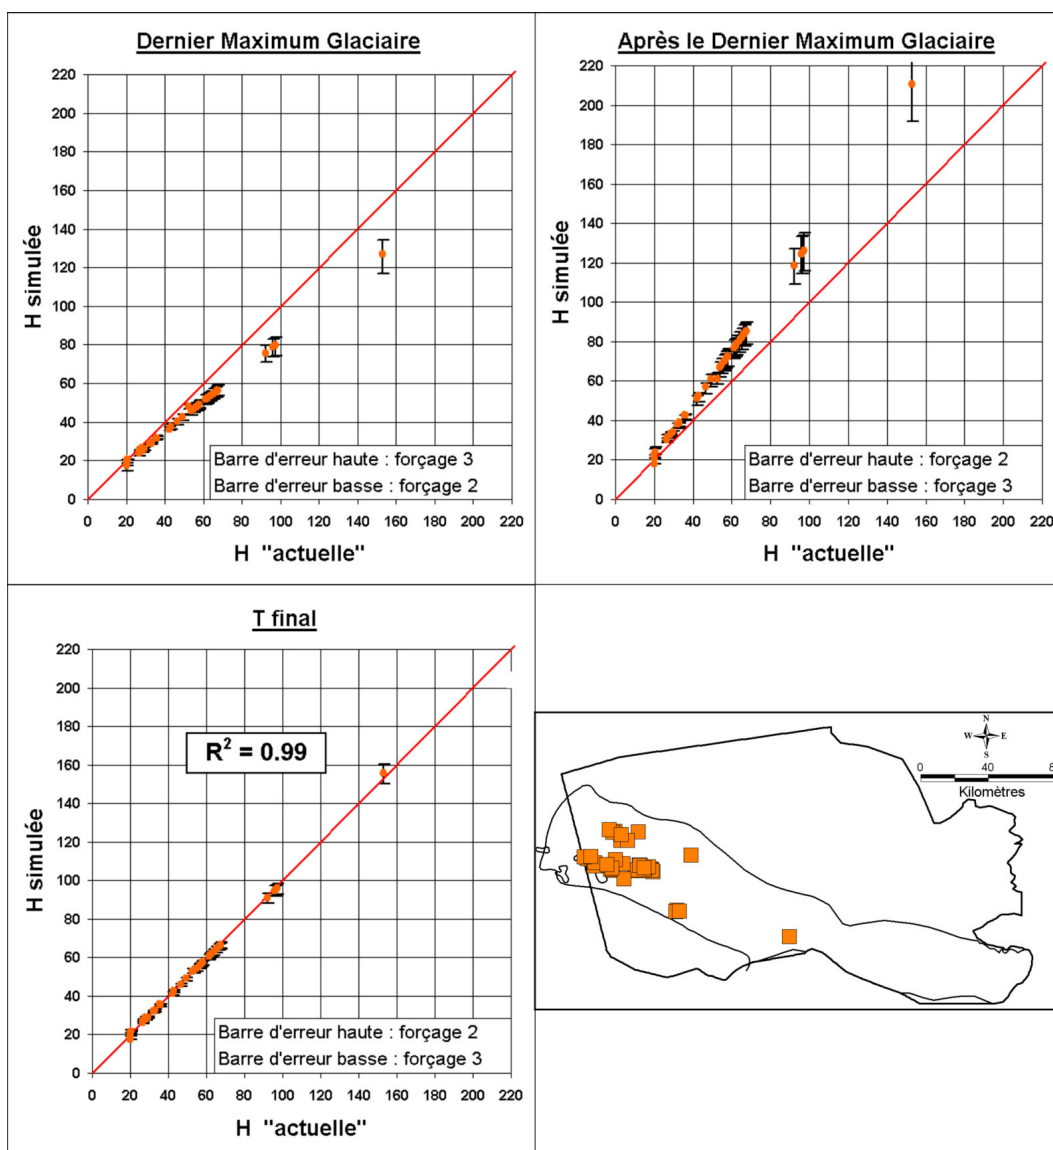 Dernier Maximum Glaciaire
220
200
180
160
140
120
100
80
60
40
20
0
H simulée
Barre d'erreur haute : forçage 3
Barre d'erreur basse : forçage 2
0 20 40 60 80 100 120 140 160 180 200 220
H "actuelle"
Après le Dernier Maximum Glaciaire
220
200
180
160
140
120
100
80
60
40
20
0
H simulée
Barre d'erreur haute : forçage 2
Barre d'erreur basse : forçage 3
0 20 40 60 80 100 120 140 160 180 200 220
H "actuelle"
T final
220
200
180
160
140
120
100
80
60
40
20
0
H simulée
R² = 0.99
Barre d'erreur haute : forçage 2
Barre d'erreur basse : forçage 3
0 20 40 60 80 100 120 140 160 180 200 220
H "actuelle"
N
W E
S
0 40 8
Kilomètres